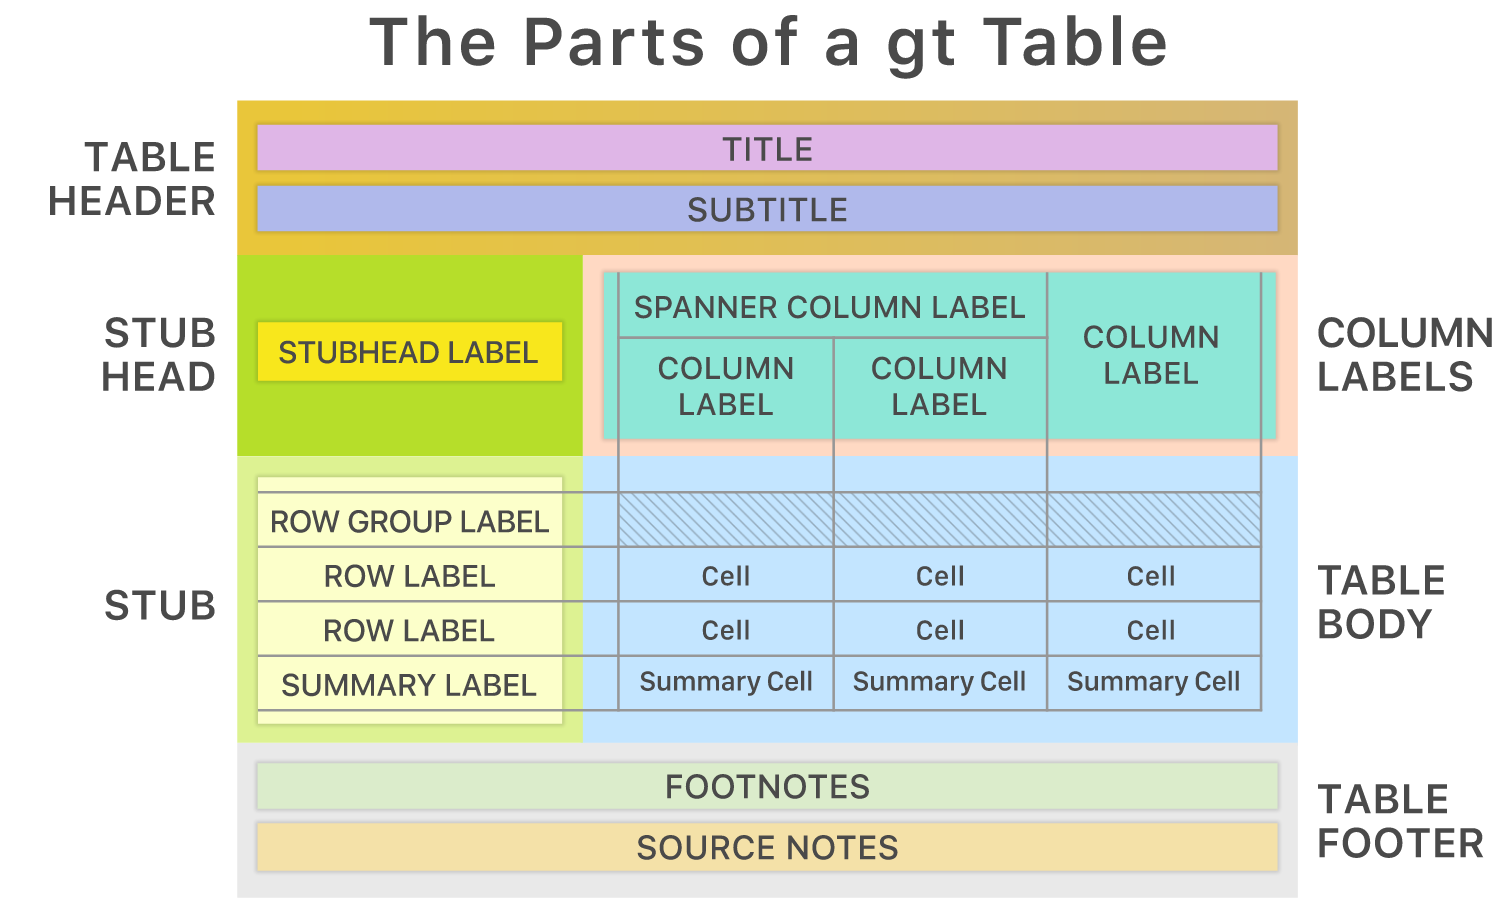 The Parts of a gt Table
TABLE
HEADER
TITLE
SUBTITLE
STUB
HEAD
STUBHEAD LABEL
SPANNER COLUMN LABEL
COLUMN
LABEL
COLUMN
LABEL
COLUMN
LABEL
COLUMN
LABELS
STUB
ROW GROUP LABEL
ROW LABEL
Cell
Cell
Cell
ROW LABEL
Cell
Cell
Cell
SUMMARY LABEL
Summary Cell
Summary Cell
Summary Cell
TABLE
BODY
FOOTNOTES
SOURCE NOTES
TABLE
FOOTER